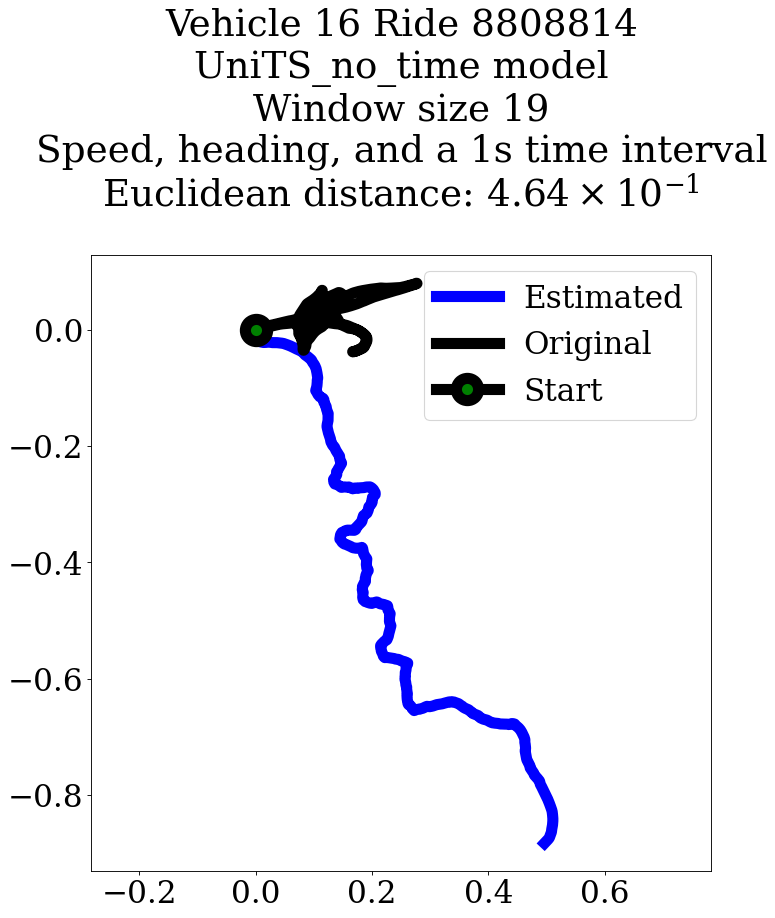 Vehicle 16 Ride 8808814
UniTS_no_time model
Window size 19
Speed, heading, and a 1s time interval
Euclidean distance: 4.64 × 10⁻¹
Estimated
Original
Start
0.0
−0.2
−0.4
−0.6
−0.8
−0.2 0.0 0.2 0.4 0.6